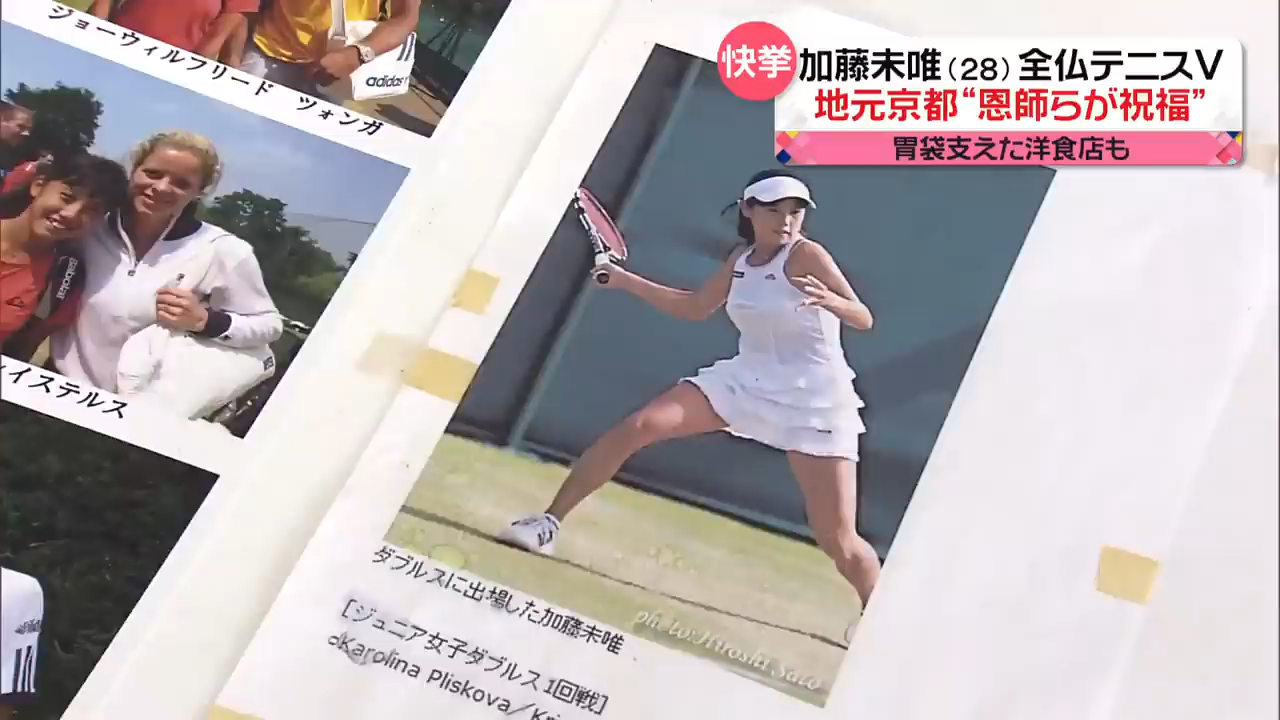 快挙
加藤未唯(28)全仏テニスV
地元京都“恩師らが祝福”
胃袋支えた洋食店も
ジョーウィルフリード ツォンガ
adidas
babolat
イステルス
adidas
ダブルスに出場した加藤未唯
photo:Hiroshi Sato
[ジュニア女子ダブルス1回戦]
Karolina Pliskova/Kri